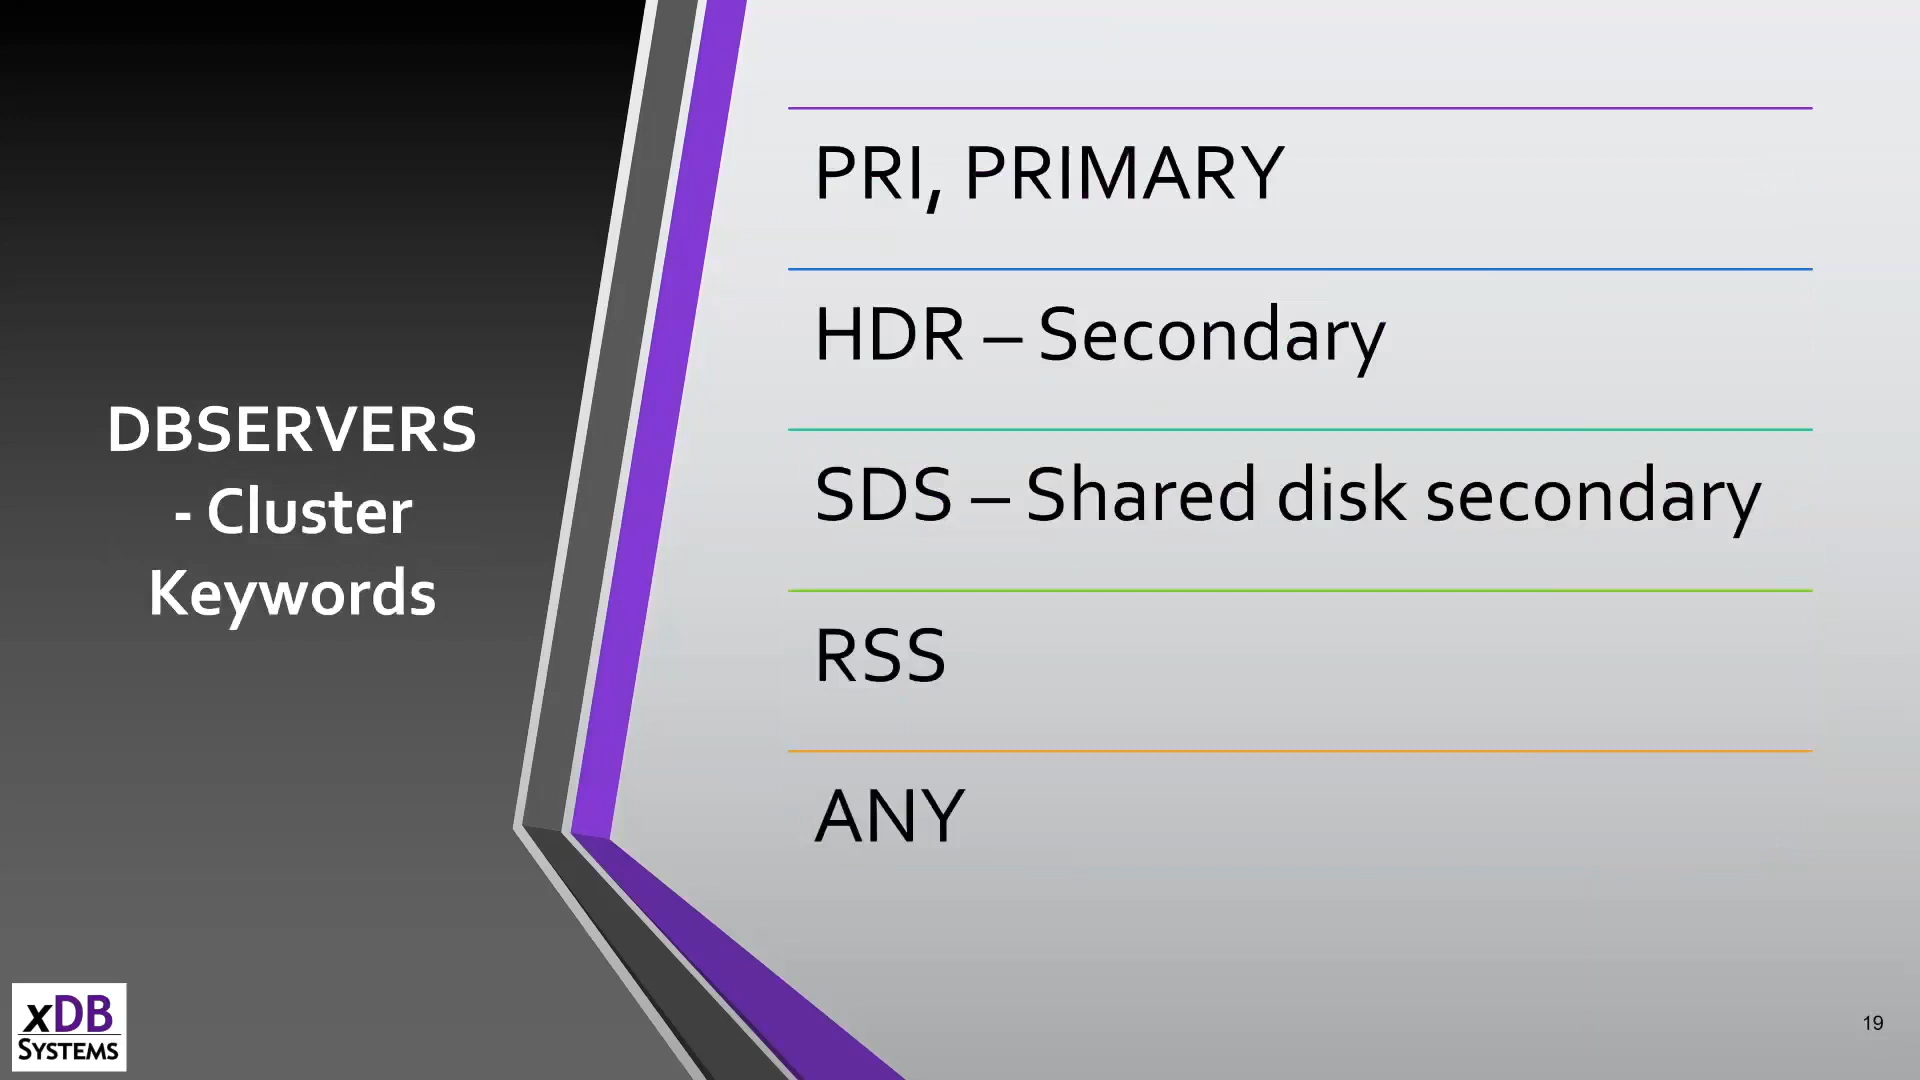 DBSERVERS
- Cluster
Keywords
PRI, PRIMARY
HDR – Secondary
SDS – Shared disk secondary
RSS
ANY
xDB
SYSTEMS
19